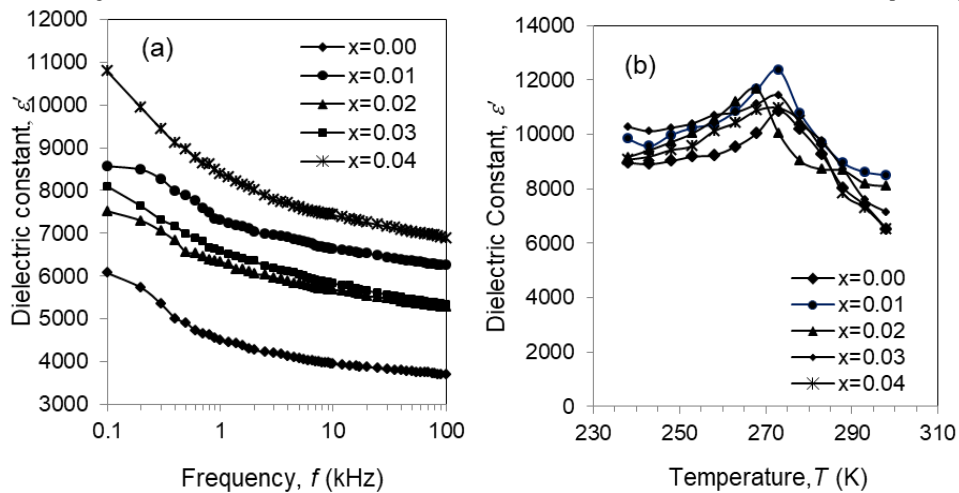 (a)
Dielectric constant, ε′
12000
11000
10000
9000
8000
7000
6000
5000
4000
3000
0.1
1
10
100
Frequency, f (kHz)
x=0.00
x=0.01
x=0.02
x=0.03
x=0.04
(b)
Dielectric Constant, ε′
14000
12000
10000
8000
6000
4000
2000
0
230
250
270
290
310
Temperature,T (K)
x=0.00
x=0.01
x=0.02
x=0.03
x=0.04